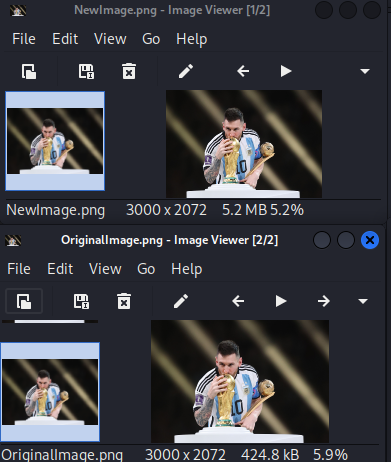 NewImage.png - Image Viewer [1/2]
File Edit View Go Help
NewImage.png 3000 x 2072 5.2 MB 5.2%
OriginalImage.png - Image Viewer [2/2]
File Edit View Go Help
10
OriginalImage.png 3000 x 2072 424.8 kB 5.9%